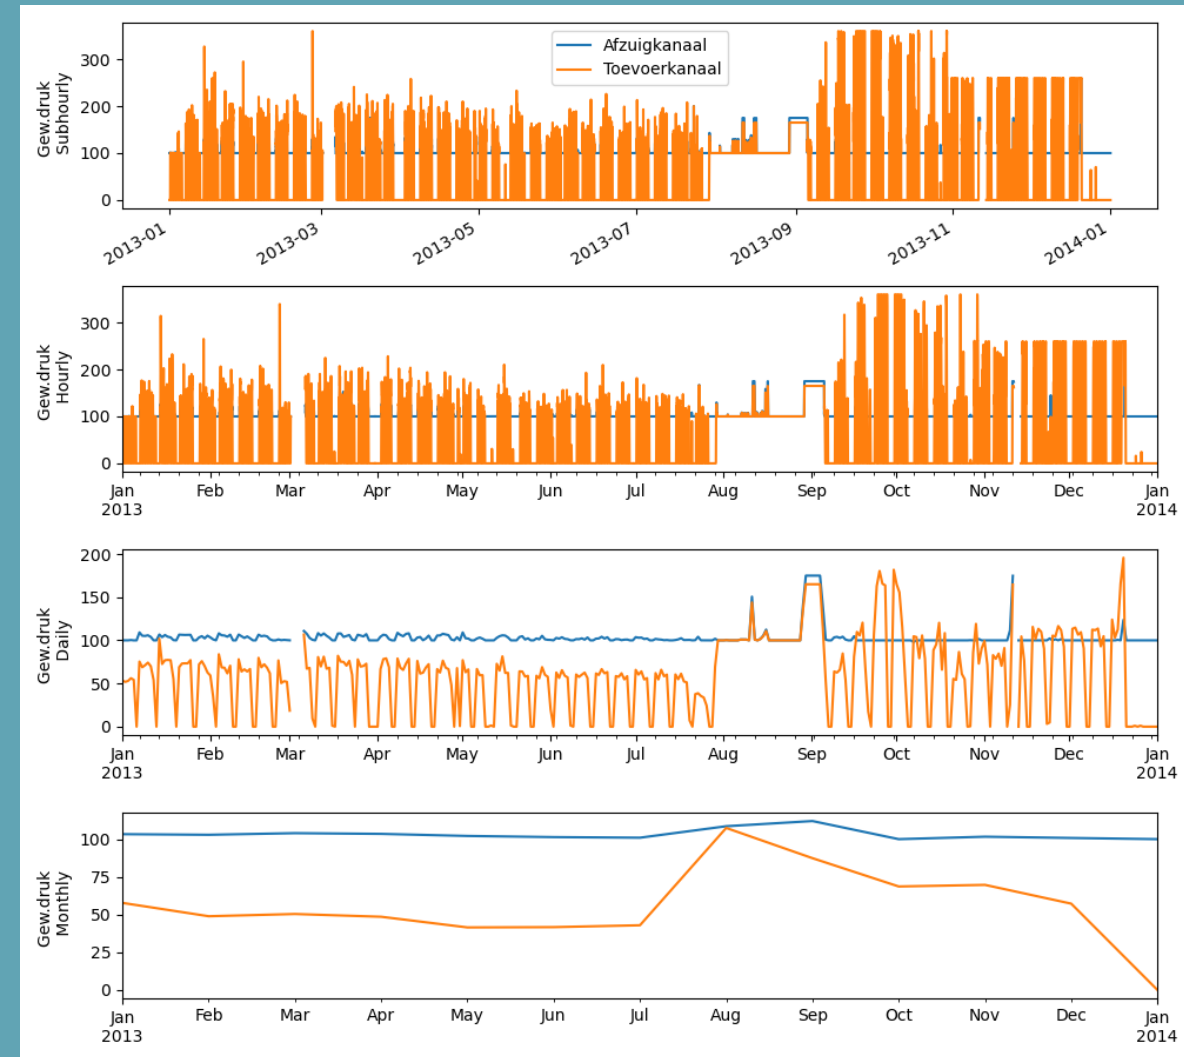 Gew.druk
Subhourly
300
200
100
0
Afzuigkanaal
Toevoerkanaal
2013-01
2013-03
2013-05
2013-07
2013-09
2013-11
2014-01
Gew.druk
Hourly
300
200
100
0
Jan Feb Mar Apr May Jun Jul Aug Sep Oct Nov Dec Jan
2013 2014
Gew.druk
Daily
200
150
100
50
0
Jan Feb Mar Apr May Jun Jul Aug Sep Oct Nov Dec Jan
2013 2014
Gew.druk
Monthly
100
75
50
25
0
Jan Feb Mar Apr May Jun Jul Aug Sep Oct Nov Dec Jan
2013 2014